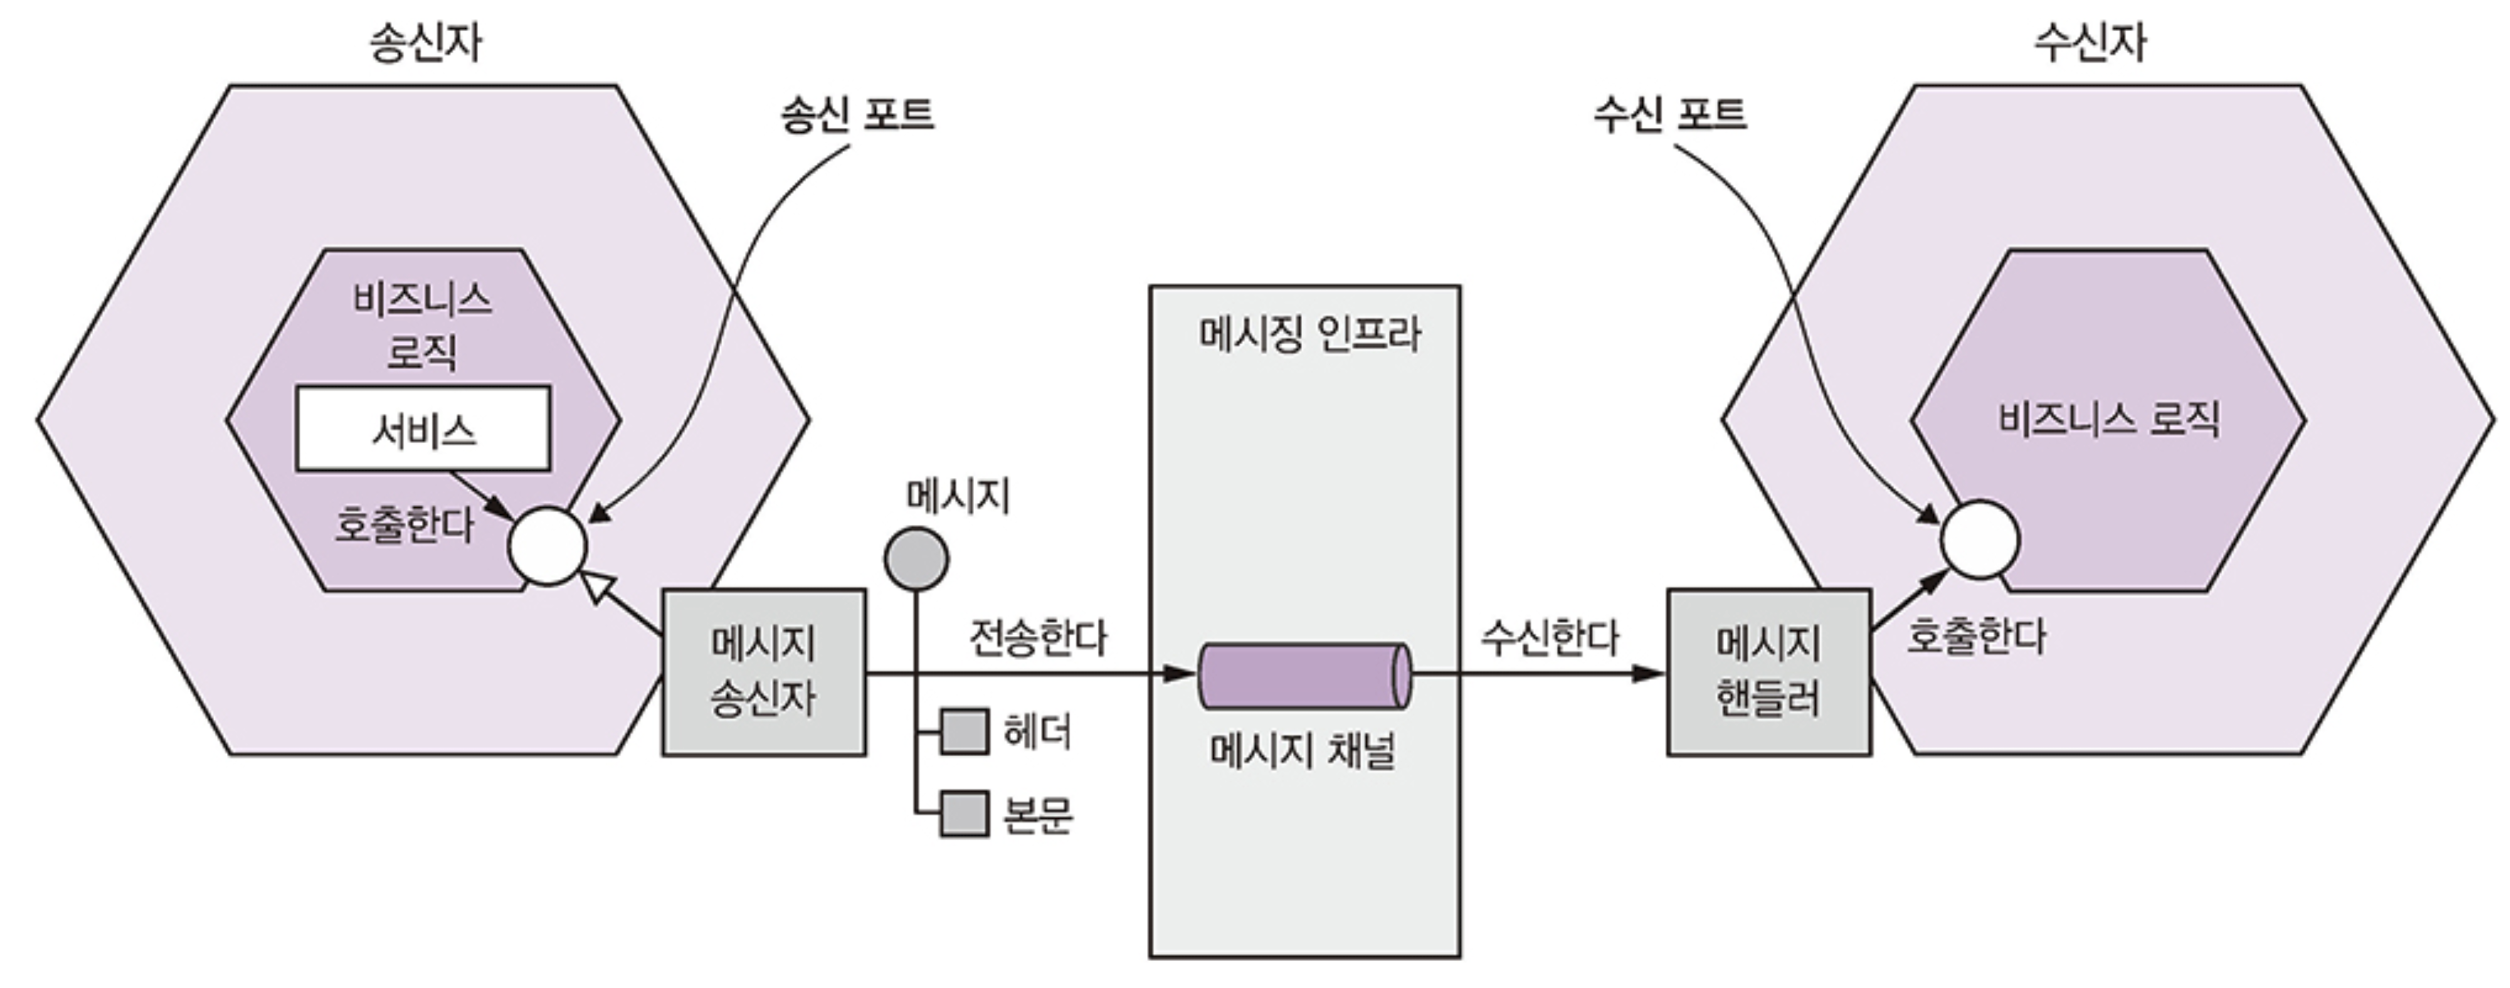 송신자
수신자
송신 포트
수신 포트
비즈니스
로직
서비스
호출한다
메시지
송신자
메시지
전송한다
헤더
본문
메시징 인프라
메시지 채널
수신한다
메시지
핸들러
호출한다
비즈니스 로직